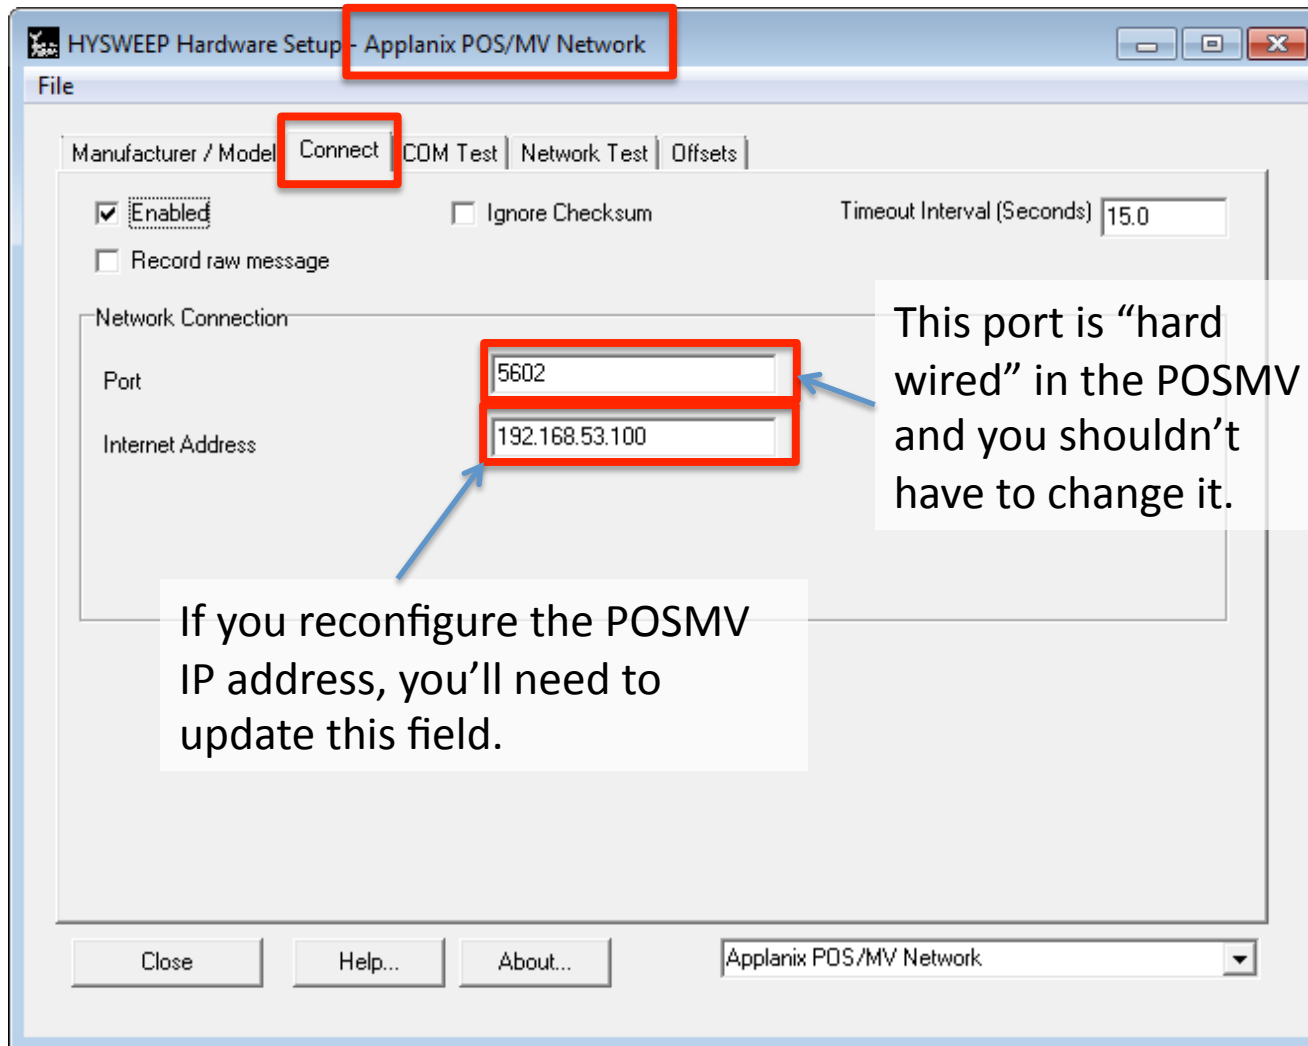 HYSWEEP Hardware Setup - Applanix POS/MV Network
File
Manufacturer / Model Connect COM Test Network Test Offsets
Enabled Ignore Checksum Timeout Interval (Seconds) 15.0
Record raw message
Network Connection
Port 5602
Internet Address 192.168.53.100
This port is “hard
wired” in the POSMV
and you shouldn’t
have to change it.
If you reconfigure the POSMV
IP address, you’ll need to
update this field.
Close Help... About... Applanix POS/MV Network